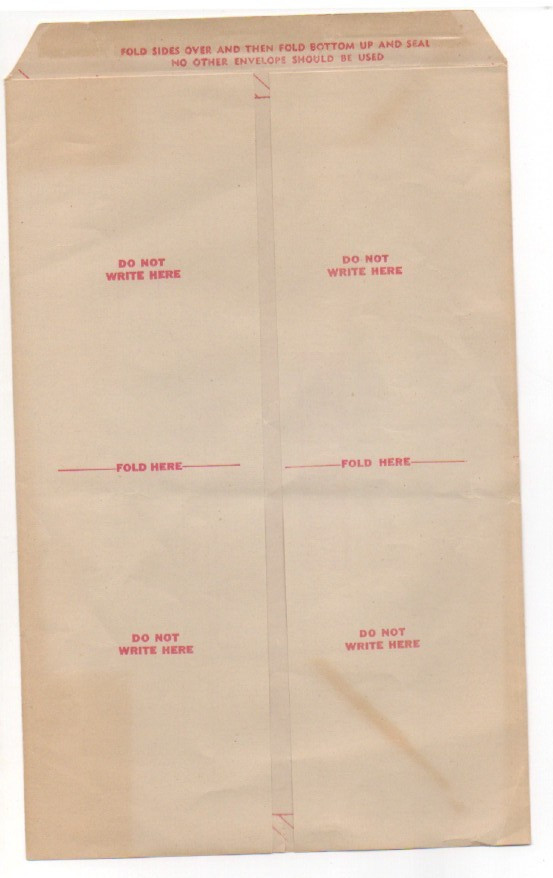 FOLD SIDES OVER AND THEN FOLD BOTTOM UP AND SEAL
NO OTHER ENVELOPE SHOULD BE USED
DO NOT
WRITE HERE
DO NOT
WRITE HERE
FOLD HERE
FOLD HERE
DO NOT
WRITE HERE
DO NOT
WRITE HERE